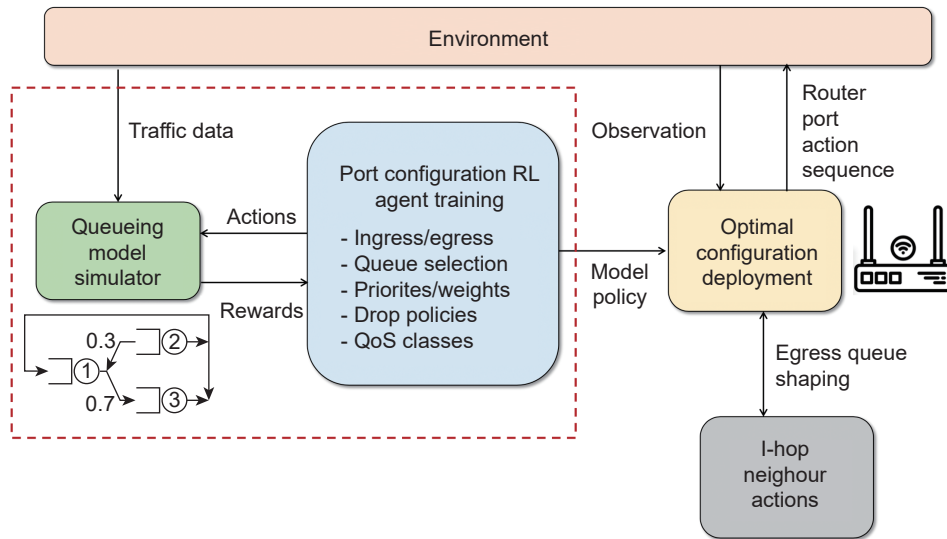 Environment
Traffic data
Observation
Router
port
action
sequence
Port configuration RL
agent training
- Ingress/egress
- Queue selection
- Priorites/weights
- Drop policies
- QoS classes
Queueing
model
simulator
Actions
Rewards
Model
policy
Optimal
configuration
deployment
0.3
2
1
0.7
3
Egress queue
shaping
I-hop
neighour
actions